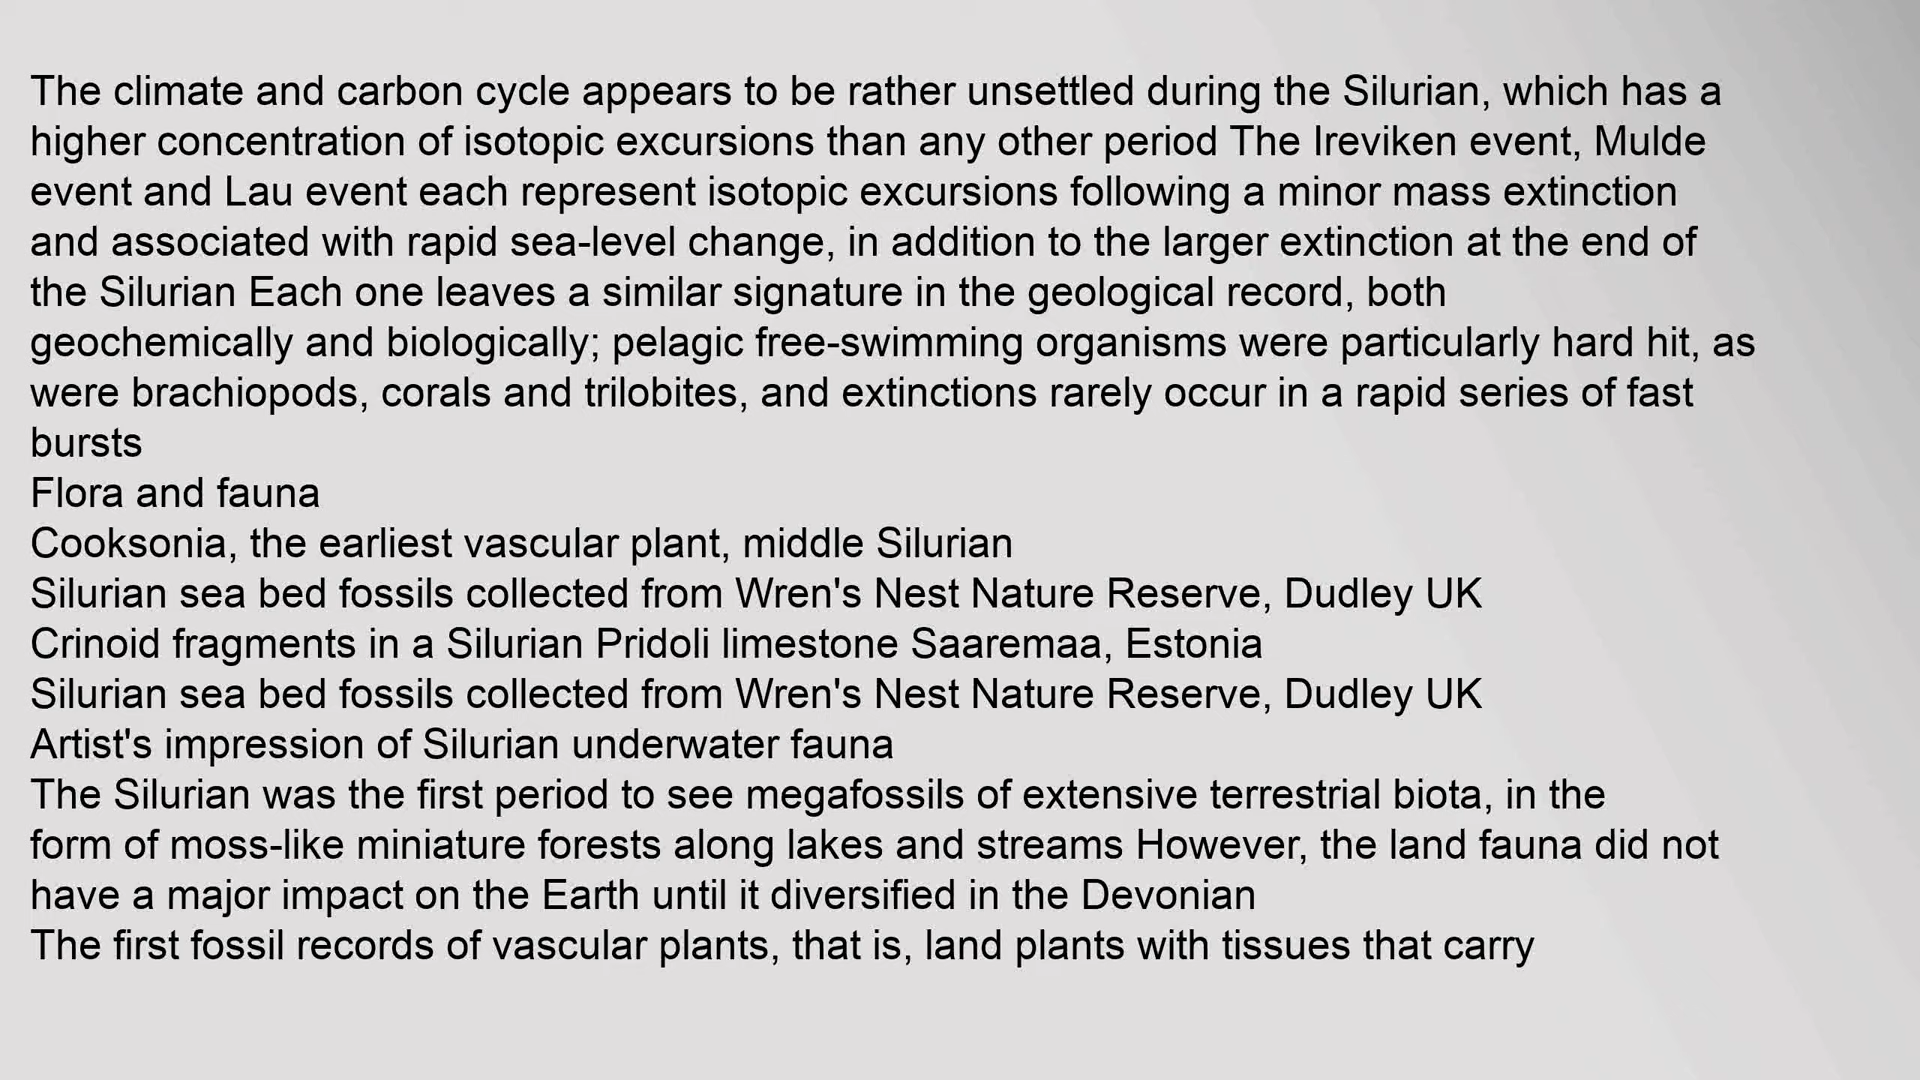 The climate and carbon cycle appears to be rather unsettled during the Silurian, which has a
higher concentration of isotopic excursions than any other period The Ireviken event, Mulde
event and Lau event each represent isotopic excursions following a minor mass extinction
and associated with rapid sea-level change, in addition to the larger extinction at the end of
the Silurian Each one leaves a similar signature in the geological record, both
geochemically and biologically; pelagic free-swimming organisms were particularly hard hit, as
were brachiopods, corals and trilobites, and extinctions rarely occur in a rapid series of fast
bursts
Flora and fauna
Cooksonia, the earliest vascular plant, middle Silurian
Silurian sea bed fossils collected from Wren's Nest Nature Reserve, Dudley UK
Crinoid fragments in a Silurian Pridoli limestone Saaremaa, Estonia
Silurian sea bed fossils collected from Wren's Nest Nature Reserve, Dudley UK
Artist's impression of Silurian underwater fauna
The Silurian was the first period to see megafossils of extensive terrestrial biota, in the
form of moss-like miniature forests along lakes and streams However, the land fauna did not
have a major impact on the Earth until it diversified in the Devonian
The first fossil records of vascular plants, that is, land plants with tissues that carry